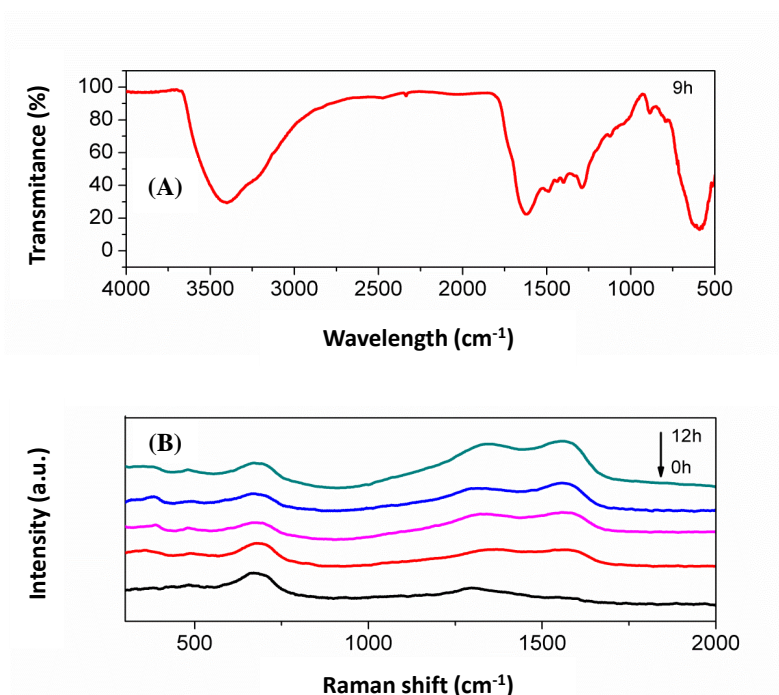 100
80
60
40
20
0
Transmitance (%)
(A)
9h
4000 3500 3000 2500 2000 1500 1000 500
Wavelength (cm-1)
(B)
12h
0h
Intensity (a.u.)
500 1000 1500 2000
Raman shift (cm-1)